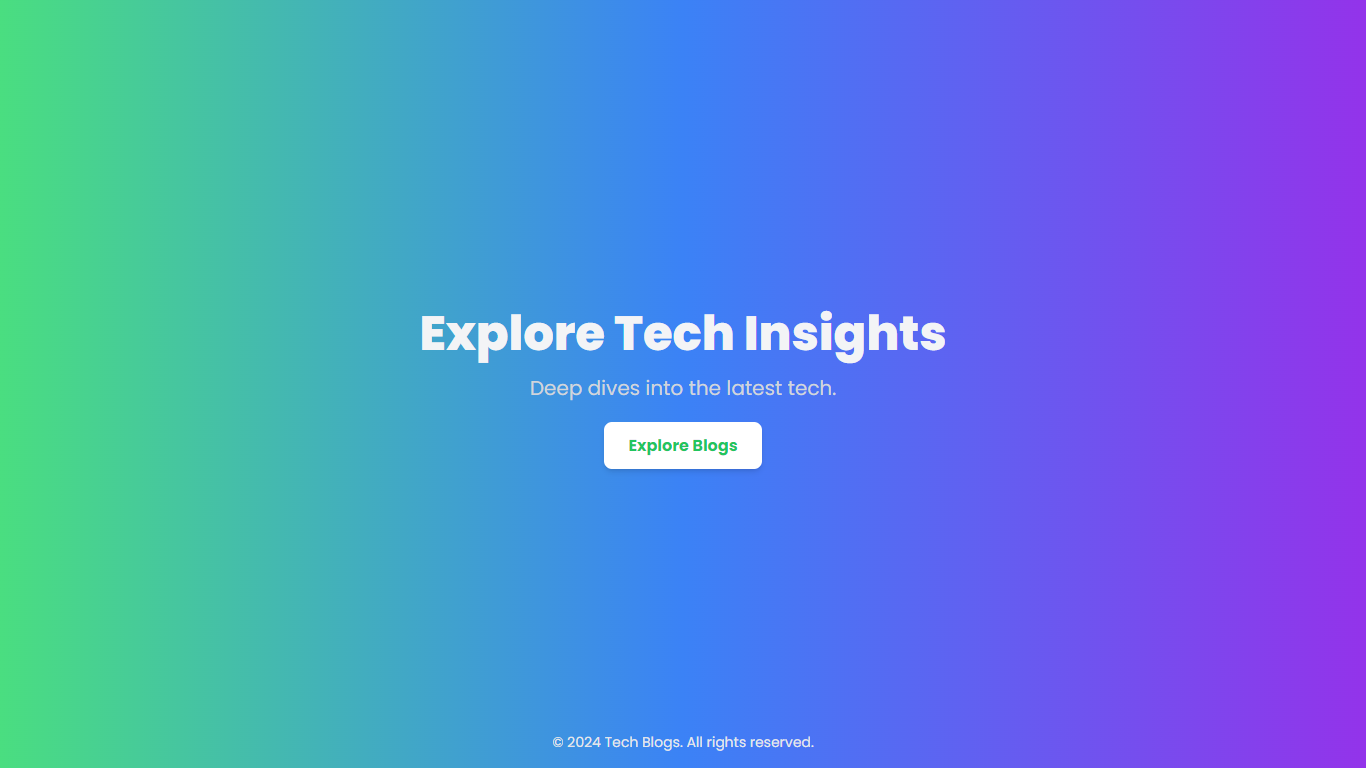 Explore Tech Insights
Deep dives into the latest tech.
Explore Blogs
© 2024 Tech Blogs. All rights reserved.